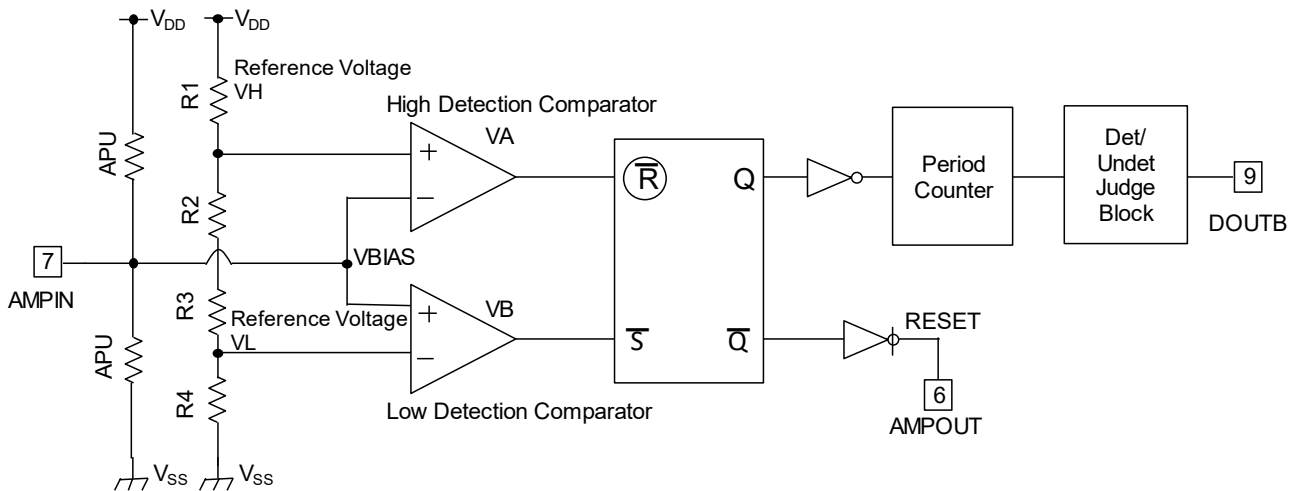 VDD
VDD
R1
Reference Voltage
VH
High Detection Comparator
VA
+
−
APU
R2
7
AMPIN
VBIAS
R3
Reference Voltage
VL
VB
+
−
APU
R4
Low Detection Comparator
VSS
VSS
R̅
Q
S̅
Q̅
Period
Counter
Det/
Undet
Judge
Block
9
DOUTB
RESET
6
AMPOUT